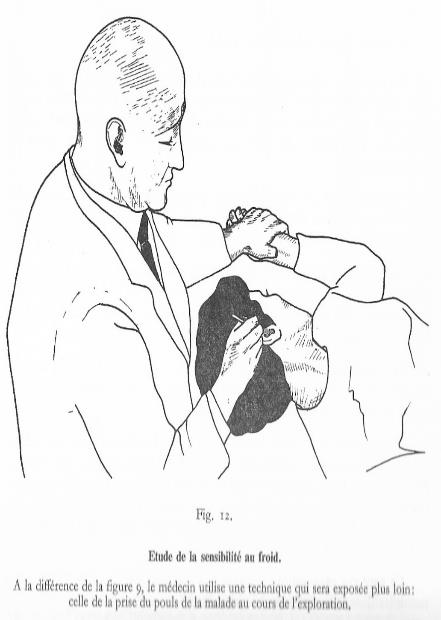 Fig. 12.
Etude de la sensibilité au froid.
A la différence de la figure 9, le médecin utilise une technique qui sera exposée plus loin:
celle de la prise du pouls de la malade au cours de l'exploration.